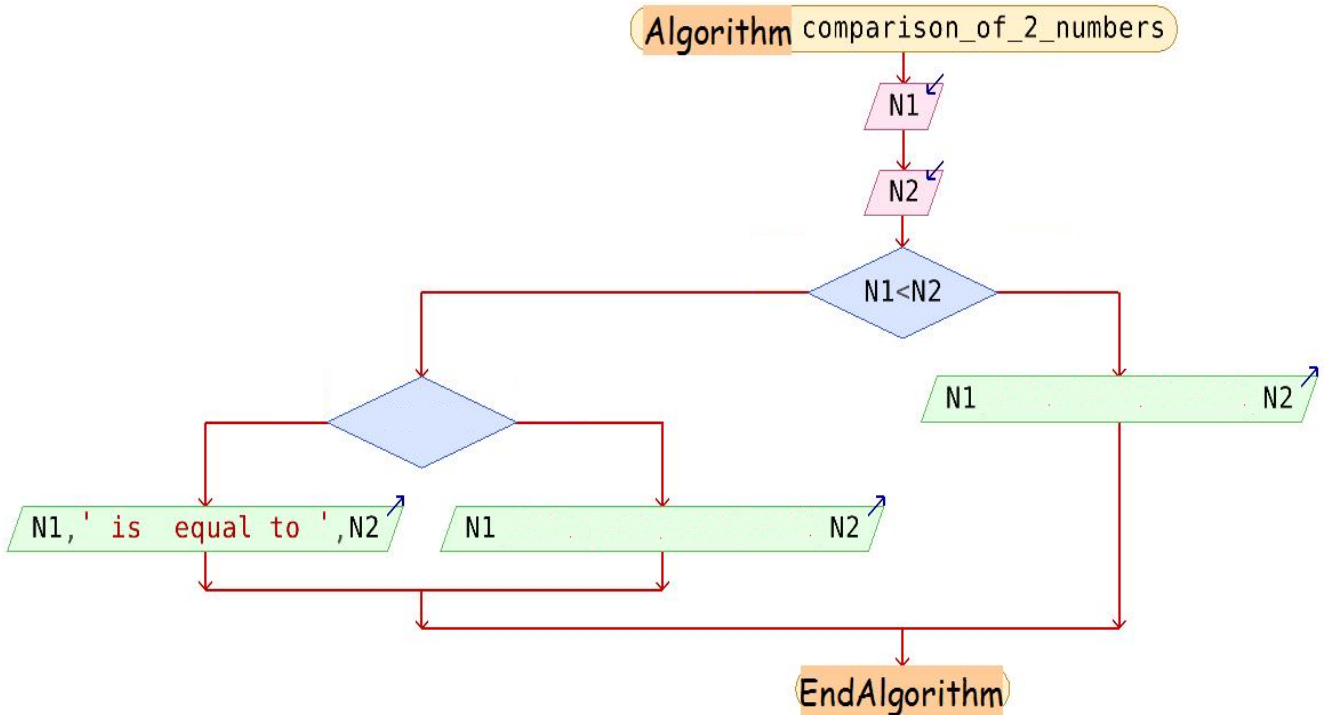 Algorithm comparison_of_2_numbers
N1
N2
N1<N2
N1 N2
N1,' is  equal to ',N2
N1 N2
EndAlgorithm